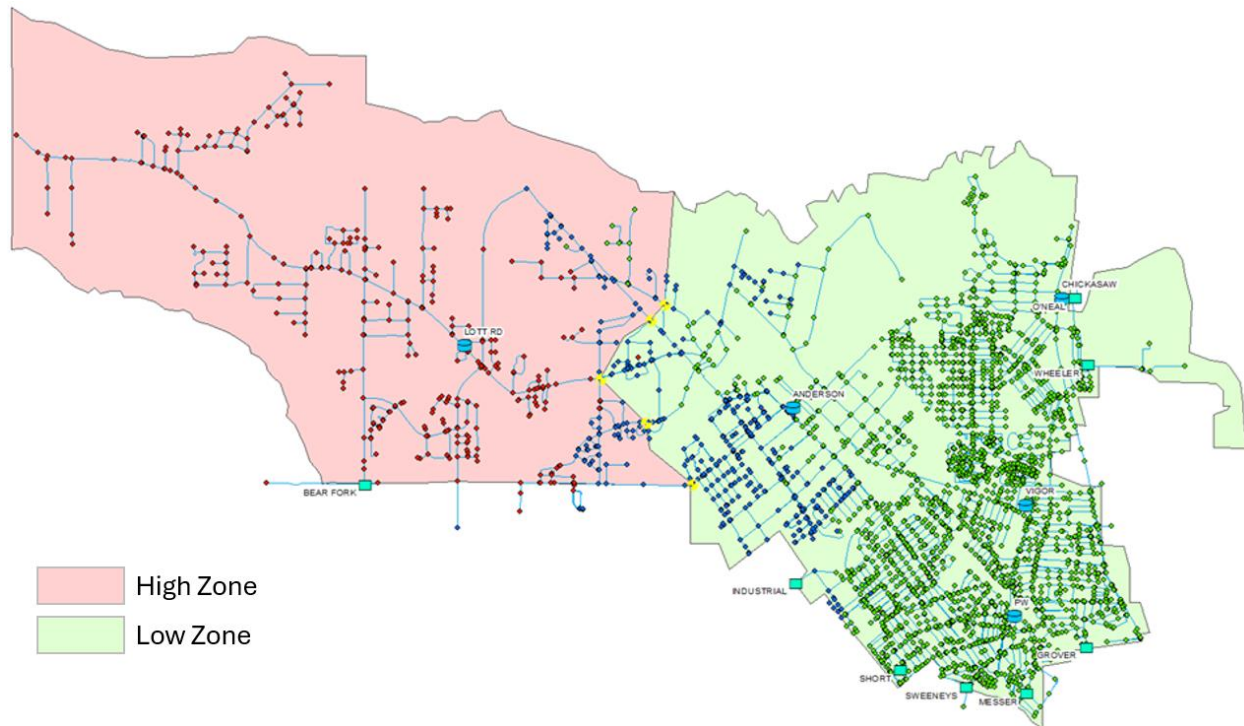 CHICKASAW
O'NEAL
LOTT RD
WHEELER
ANDERSON
BEAR FORK
VIGOR
High Zone
INDUSTRIAL
PW
Low Zone
GROVER
SHORT
SWEENEYS
MESSER